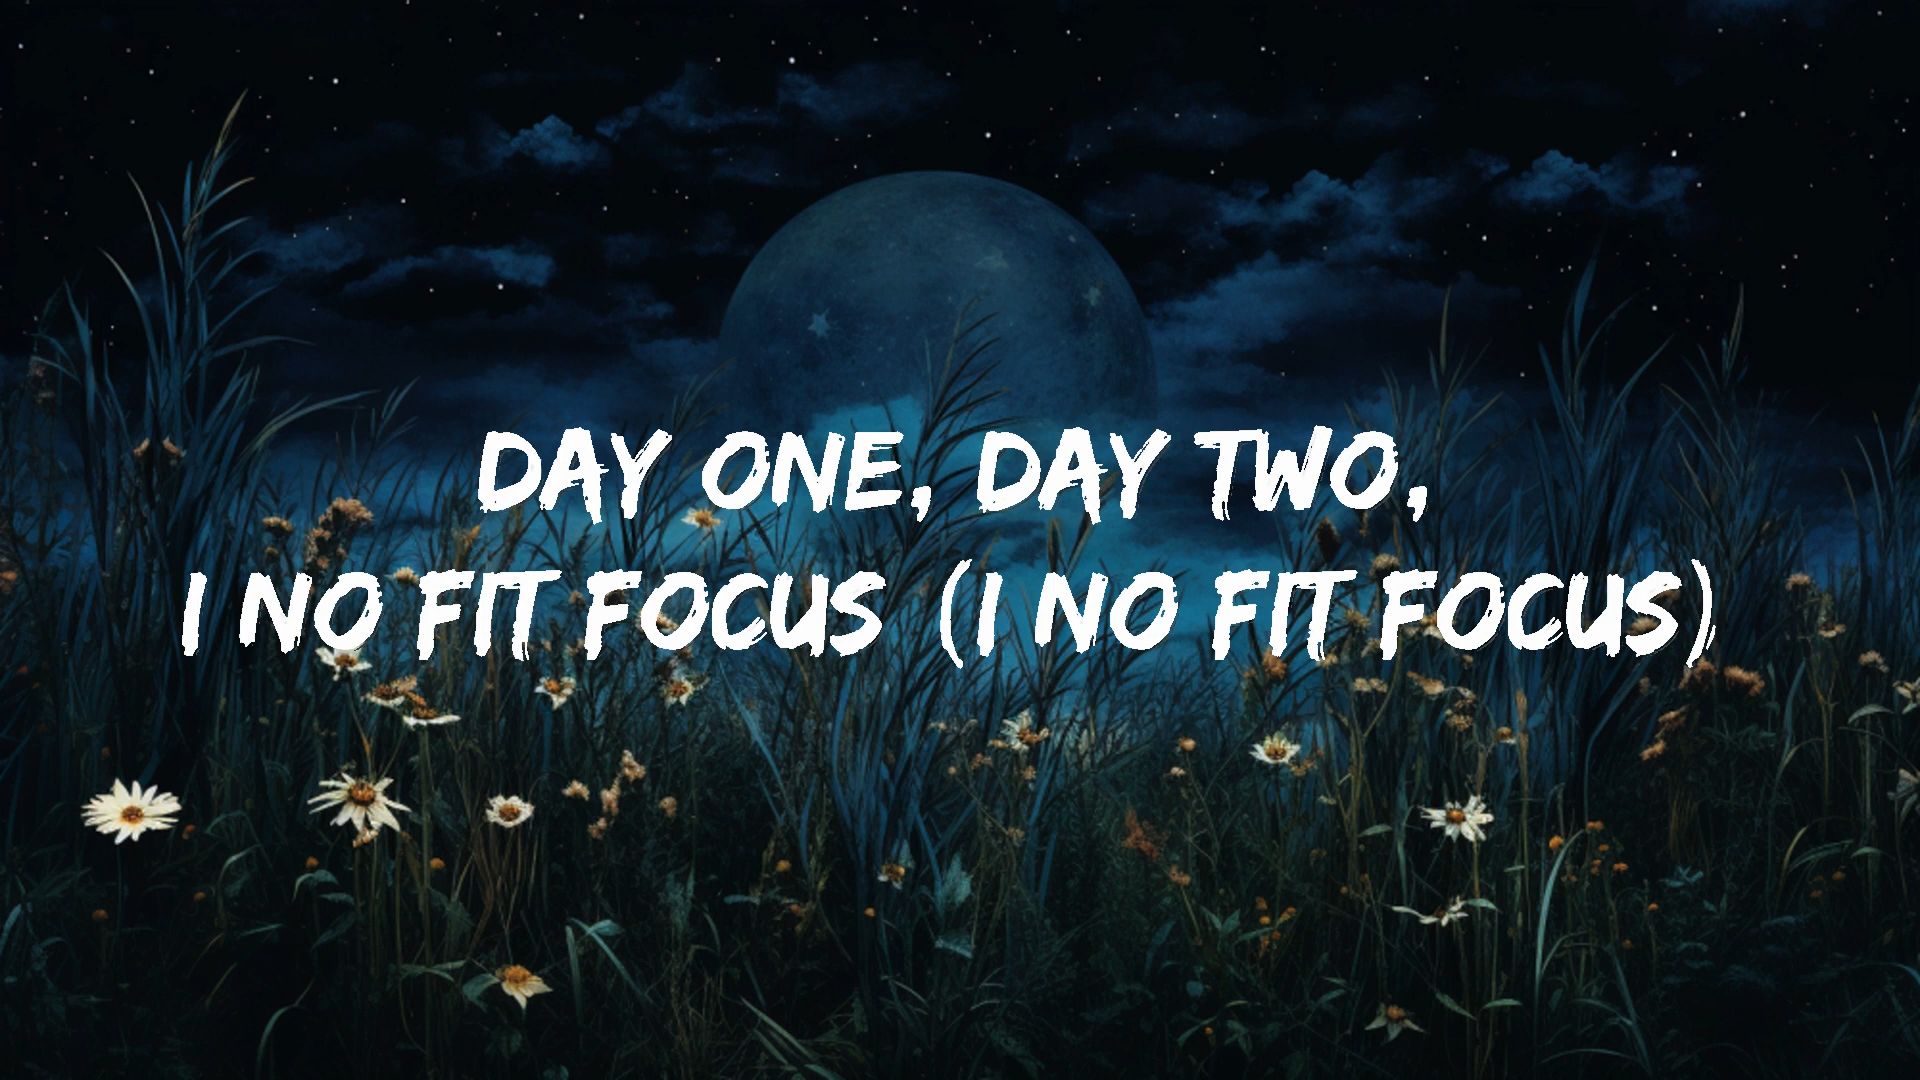 DAY ONE, DAY TWO,
I NO FIT FOCUS (I NO FIT FOCUS)